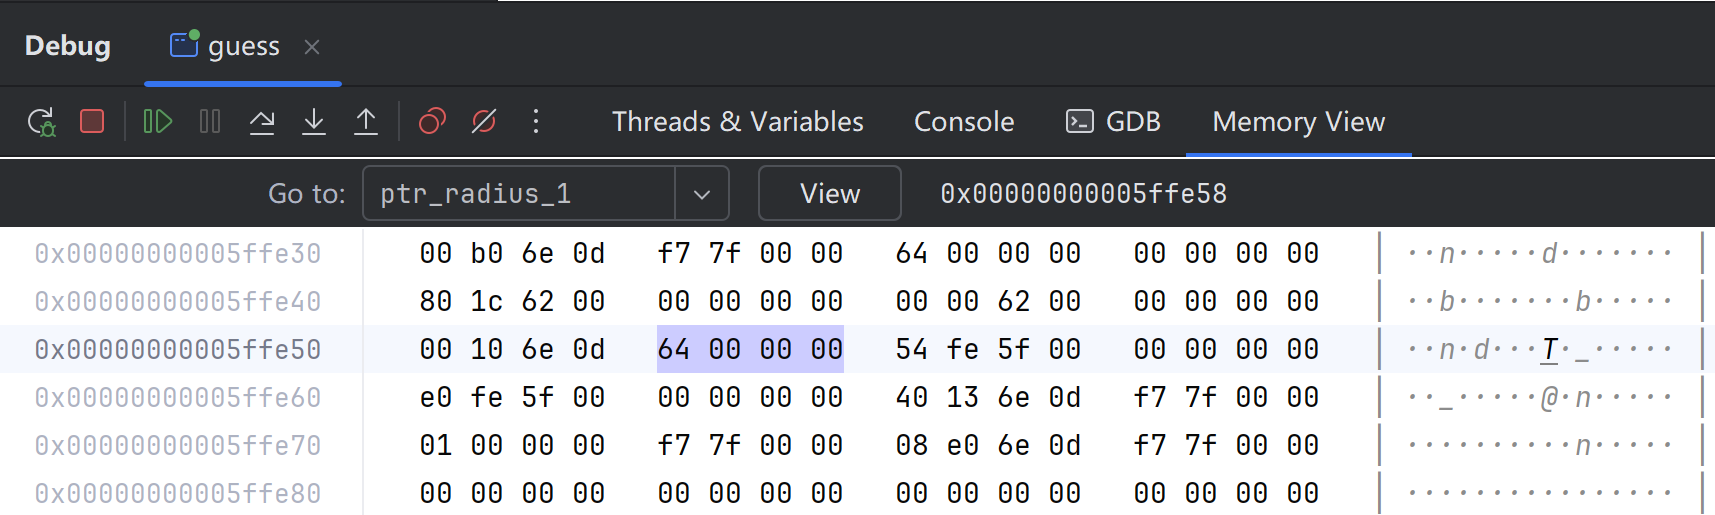 Debug guess ×
Threads & Variables Console GDB Memory View
Go to: ptr_radius_1 View 0x00000000005ffe58
0x00000000005ffe30 00 b0 6e 0d f7 7f 00 00 64 00 00 00 00 00 00 00 | ··n·····d······· |
0x00000000005ffe40 80 1c 62 00 00 00 00 00 00 00 62 00 00 00 00 00 | ··b·······b····· |
0x00000000005ffe50 00 10 6e 0d 64 00 00 00 54 fe 5f 00 00 00 00 00 | ··n·d···T·_····· |
0x00000000005ffe60 e0 fe 5f 00 00 00 00 00 40 13 6e 0d f7 7f 00 00 | ··_·····@·n····· |
0x00000000005ffe70 01 00 00 00 f7 7f 00 00 08 e0 6e 0d f7 7f 00 00 | ··········n····· |
0x00000000005ffe80 00 00 00 00 00 00 00 00 00 00 00 00 00 00 00 00 | ················ |